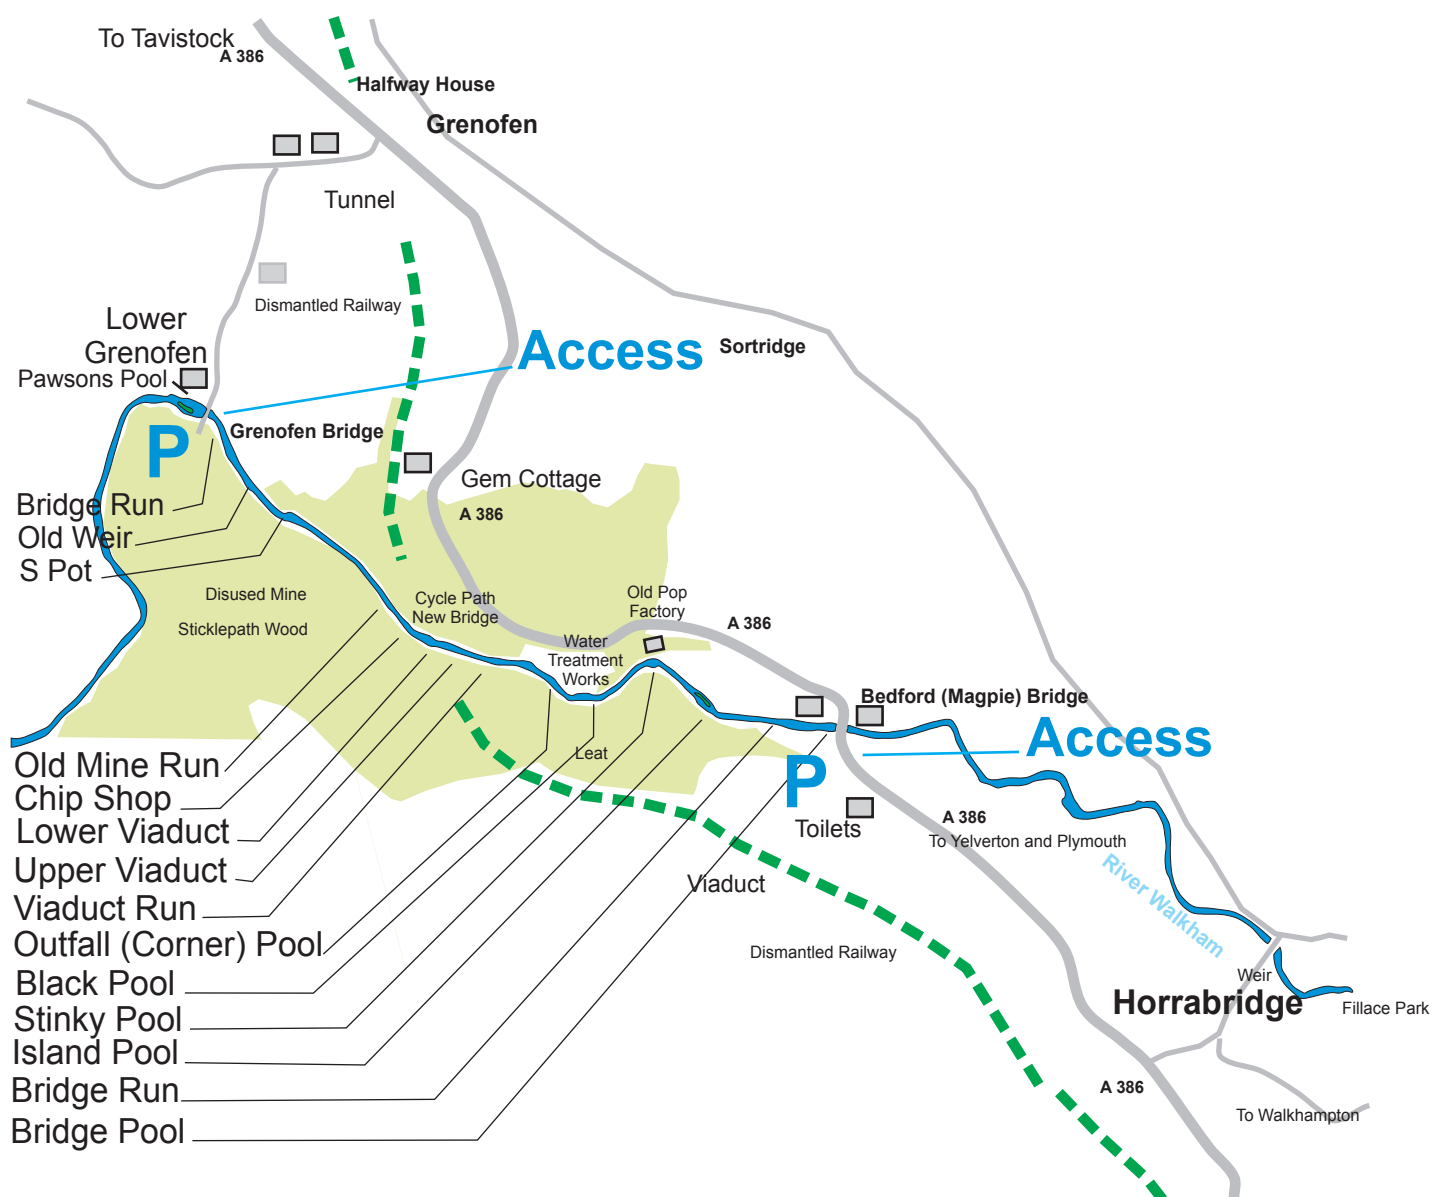 To Tavistock
A 386
Halfway House
Grenofen
Tunnel
Dismantled Railway
Lower
Grenofen
Pawsons Pool
Access
Sortridge
P
Grenofen Bridge
Gem Cottage
A 386
Bridge Run
Old Weir
S Pot
Disused Mine
Sticklepath Wood
Cycle Path
New Bridge
Old Pop
Factory
A 386
Water
Treatment
Works
Bedford (Magpie) Bridge
Access
Leat
P
Toilets
A 386
To Yelverton and Plymouth
Old Mine Run
Chip Shop
Lower Viaduct
Upper Viaduct
Viaduct Run
Outfall (Corner) Pool
Black Pool
Stinky Pool
Island Pool
Bridge Run
Bridge Pool
Viaduct
Dismantled Railway
River Walkham
Weir
Horrabridge
Fillace Park
A 386
To Walkhampton